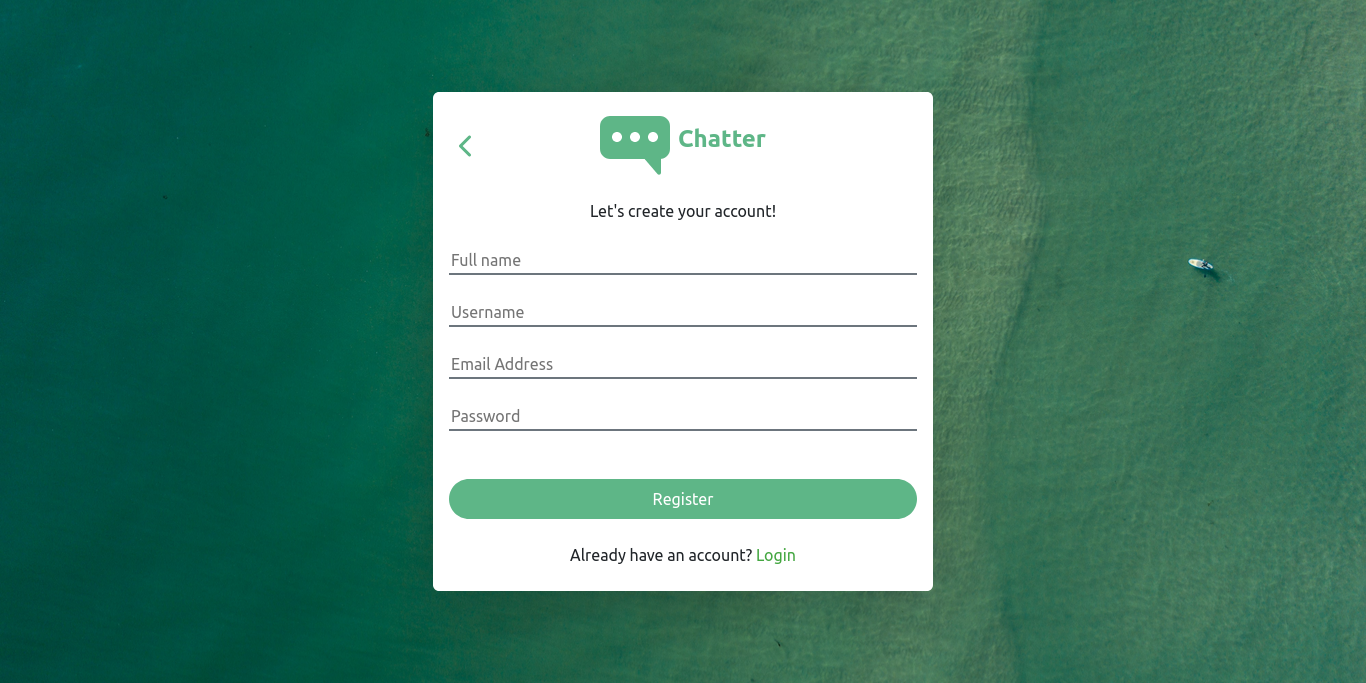 Chatter
Let's create your account!
Full name
Username
Email Address
Password
Register
Already have an account? Login